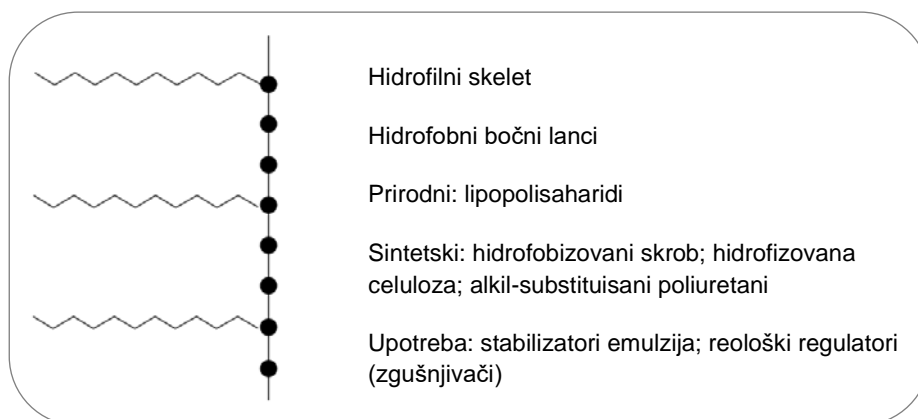 Hidrofilni skelet
Hidrofobni bočni lanci
Prirodni: lipopolisaharidi
Sintetski: hidrofobizovani skrob; hidrofizovana
celuloza; alkil-substituisani poliuretani
Upotreba: stabilizatori emulzija; reološki regulatori
(zgušnjivači)